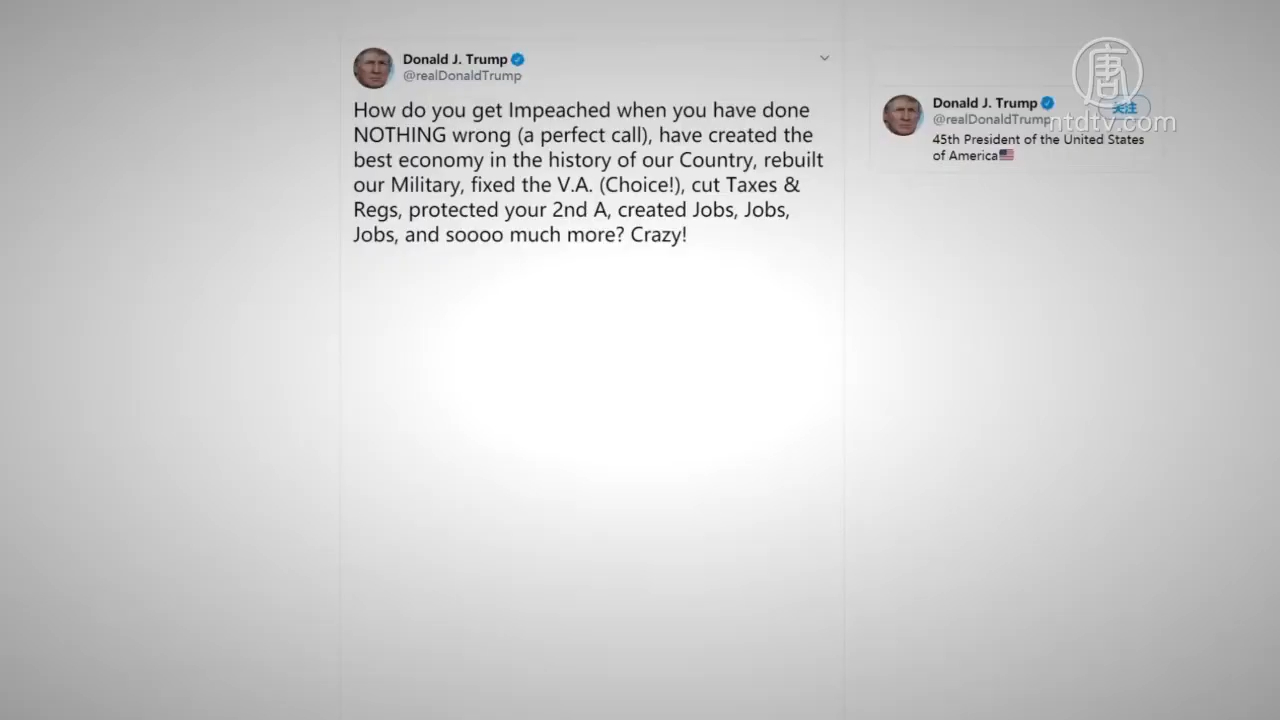 Donald J. Trump
@realDonaldTrump
How do you get Impeached when you have done
NOTHING wrong (a perfect call), have created the
best economy in the history of our Country, rebuilt
our Military, fixed the V.A. (Choice!), cut Taxes &
Regs, protected your 2nd A, created Jobs, Jobs,
Jobs, and soooo much more? Crazy!
唐
关注
ntdtv.com
Donald J. Trump
@realDonaldTrump
45th President of the United States
of America🇺🇸